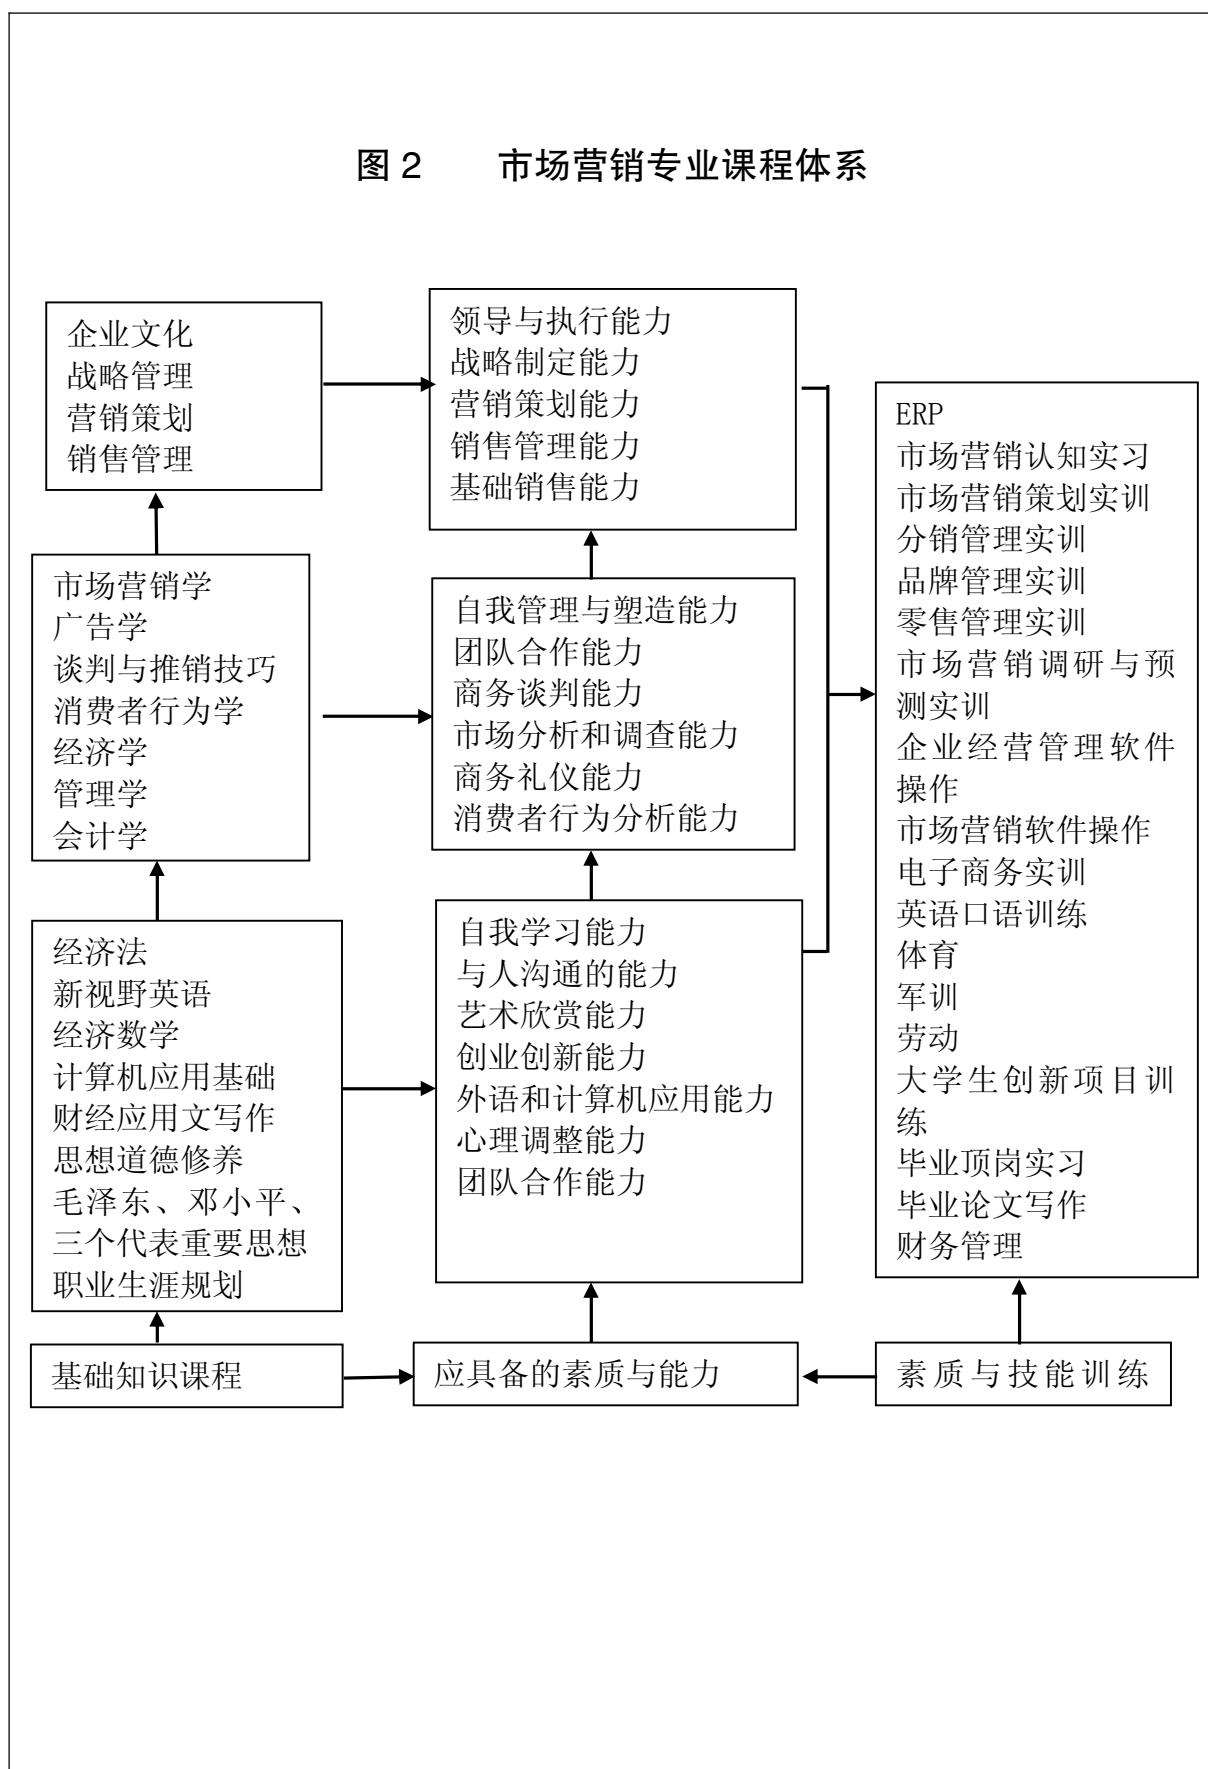 图 2 市场营销专业课程体系
企业文化
战略管理
营销策划
销售管理
领导与执行能力
战略制定能力
营销策划能力
销售管理能力
基础销售能力
市场营销学
广告学
谈判与推销技巧
消费者行为学
经济学
管理学
会计学
自我管理与塑造能力
团队合作能力
商务谈判能力
市场分析和调查能力
商务礼仪能力
消费者行为分析能力
经济法
新视野英语
经济数学
计算机应用基础
财经应用文写作
思想道德修养
毛泽东、邓小平、
三个代表重要思想
职业生涯规划
自我学习能力
与人沟通的能力
艺术欣赏能力
创业创新能力
外语和计算机应用能力
心理调整能力
团队合作能力
ERP
市场营销认知实习
市场营销策划实训
分销管理实训
品牌管理实训
零售管理实训
市场营销调研与预
测实训
企业经营管理软件
操作
市场营销软件操作
电子商务实训
英语口语训练
体育
军训
劳动
大学生创新项目训
练
毕业顶岗实习
毕业论文写作
财务管理
基础知识课程
应具备的素质与能力
素质与技能训练